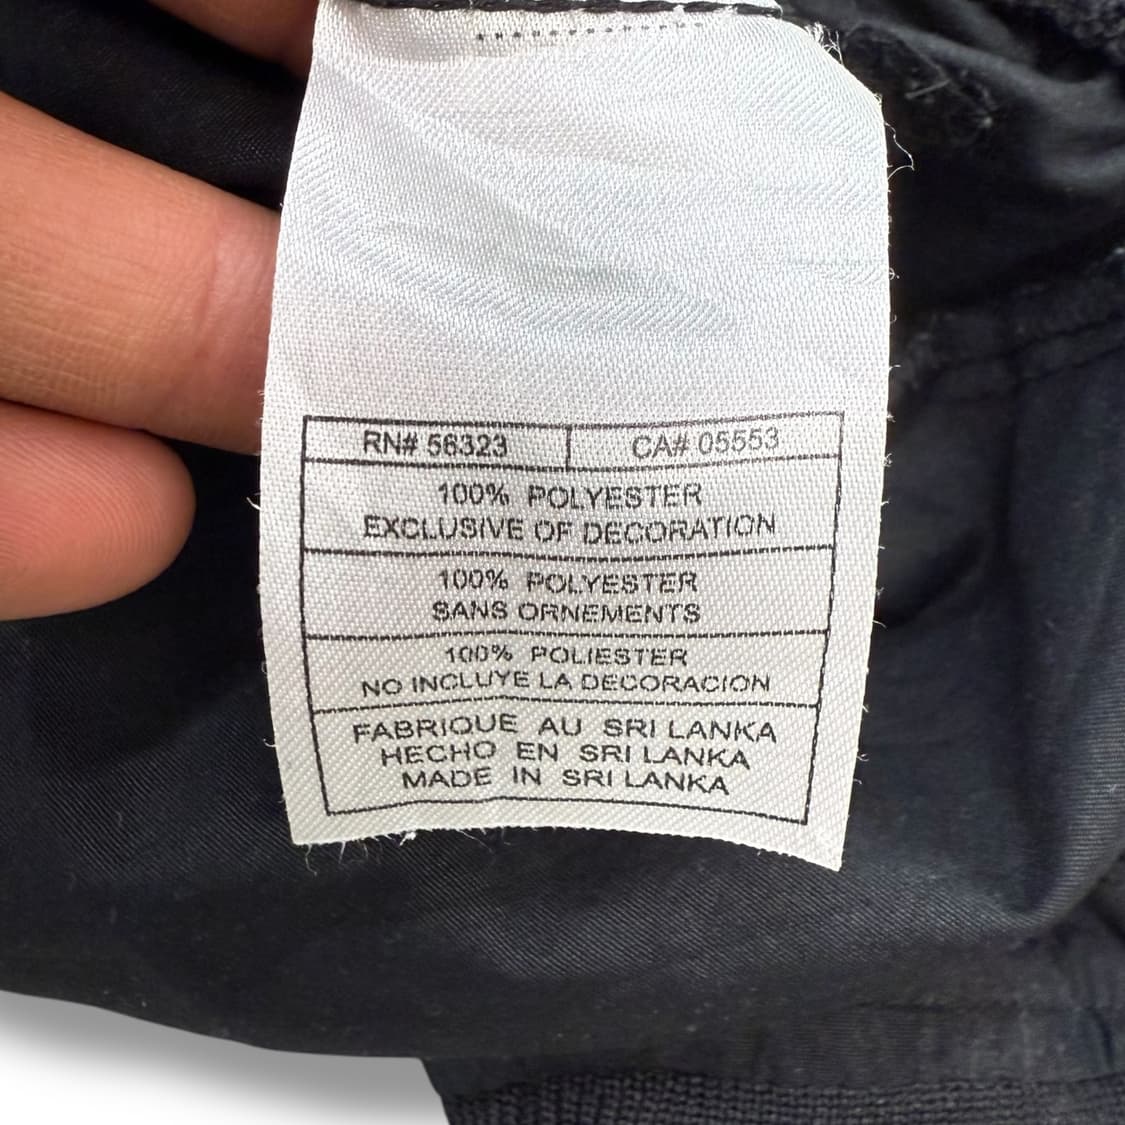 RN# 56323 CA# 05553
100% POLYESTER
EXCLUSIVE OF DECORATION
100% POLYESTER
SANS ORNEMENTS
100% POLIESTER
NO INCLUYE LA DECORACION
FABRIQUE AU SRI LANKA
HECHO EN SRI LANKA
MADE IN SRI LANKA